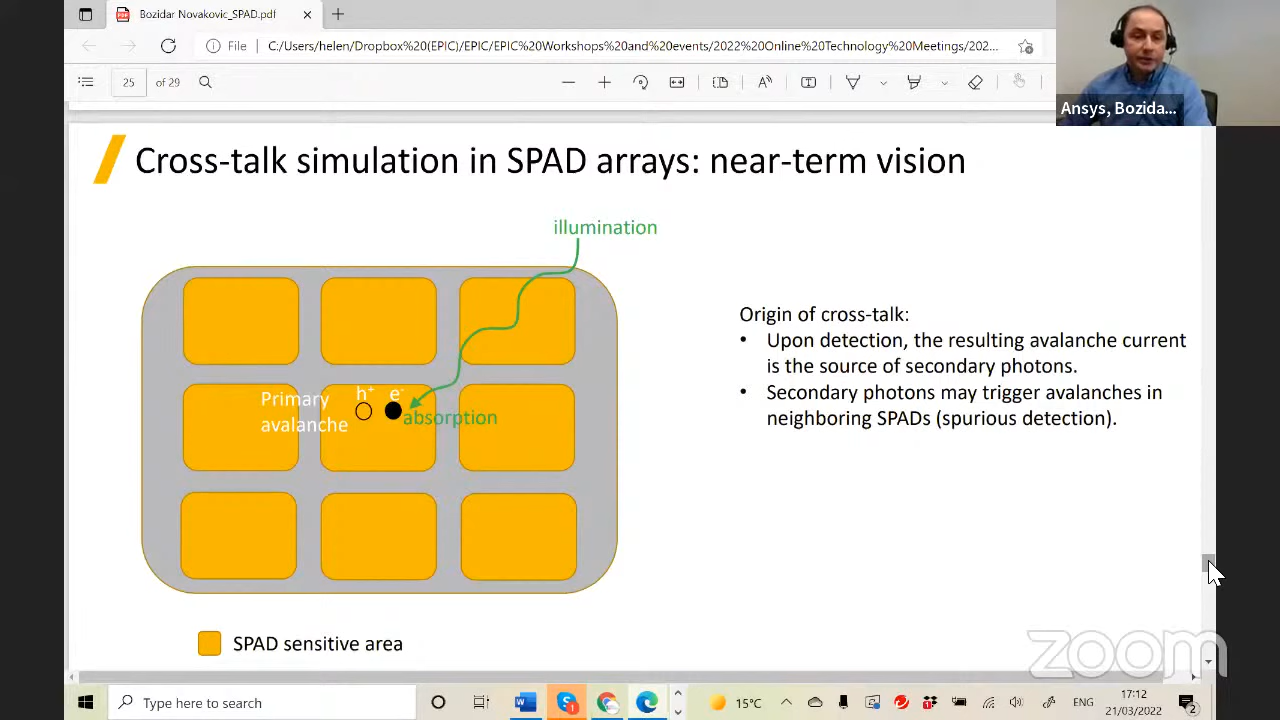 Bozidar Novakovic_SPAD.pdf
File
C:/Users/helen/Dropbox%20(EPIC)/EPIC/EPIC%20Workshops%20and%20events/2022%20Online%20Technology%20Meetings/202...
25 of 29
Ansys, Bozida...
Cross-talk simulation in SPAD arrays: near-term vision
illumination
Primary
avalanche
h+ e-
absorption
SPAD sensitive area
Origin of cross-talk:
• Upon detection, the resulting avalanche current
is the source of secondary photons.
• Secondary photons may trigger avalanches in
neighboring SPADs (spurious detection).
zoom
Type here to search
15°C
ENG
17:12
21/03/2022
2